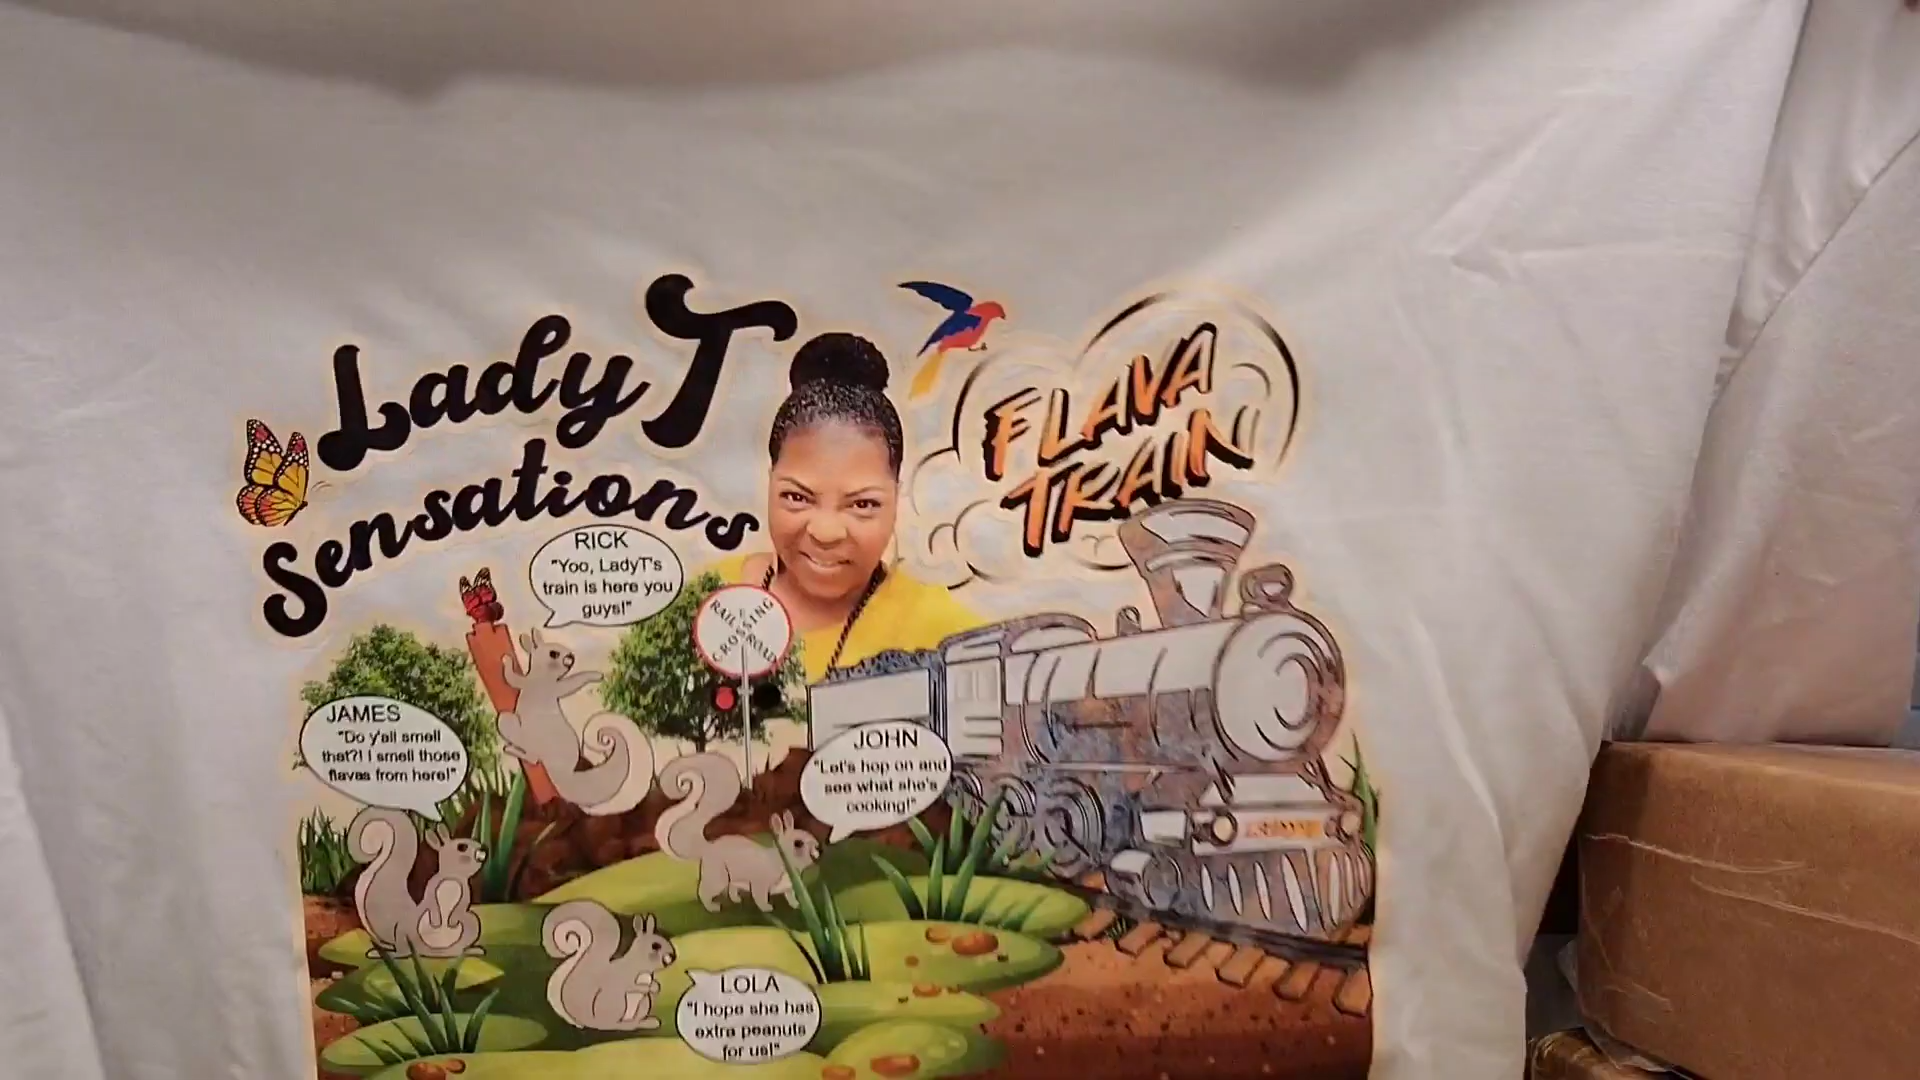 LadyT
Sensations
FLAVA
TRAIN
RICK
"Yoo, LadyT's
train is here you
guys!"
RAIL ROAD
CROSSING
JAMES
"Do y'all smell
that?! I smell those
flavas from here!"
JOHN
"Let's hop on and
see what she's
cooking!"
LOLA
"I hope she has
extra peanuts
for us!"